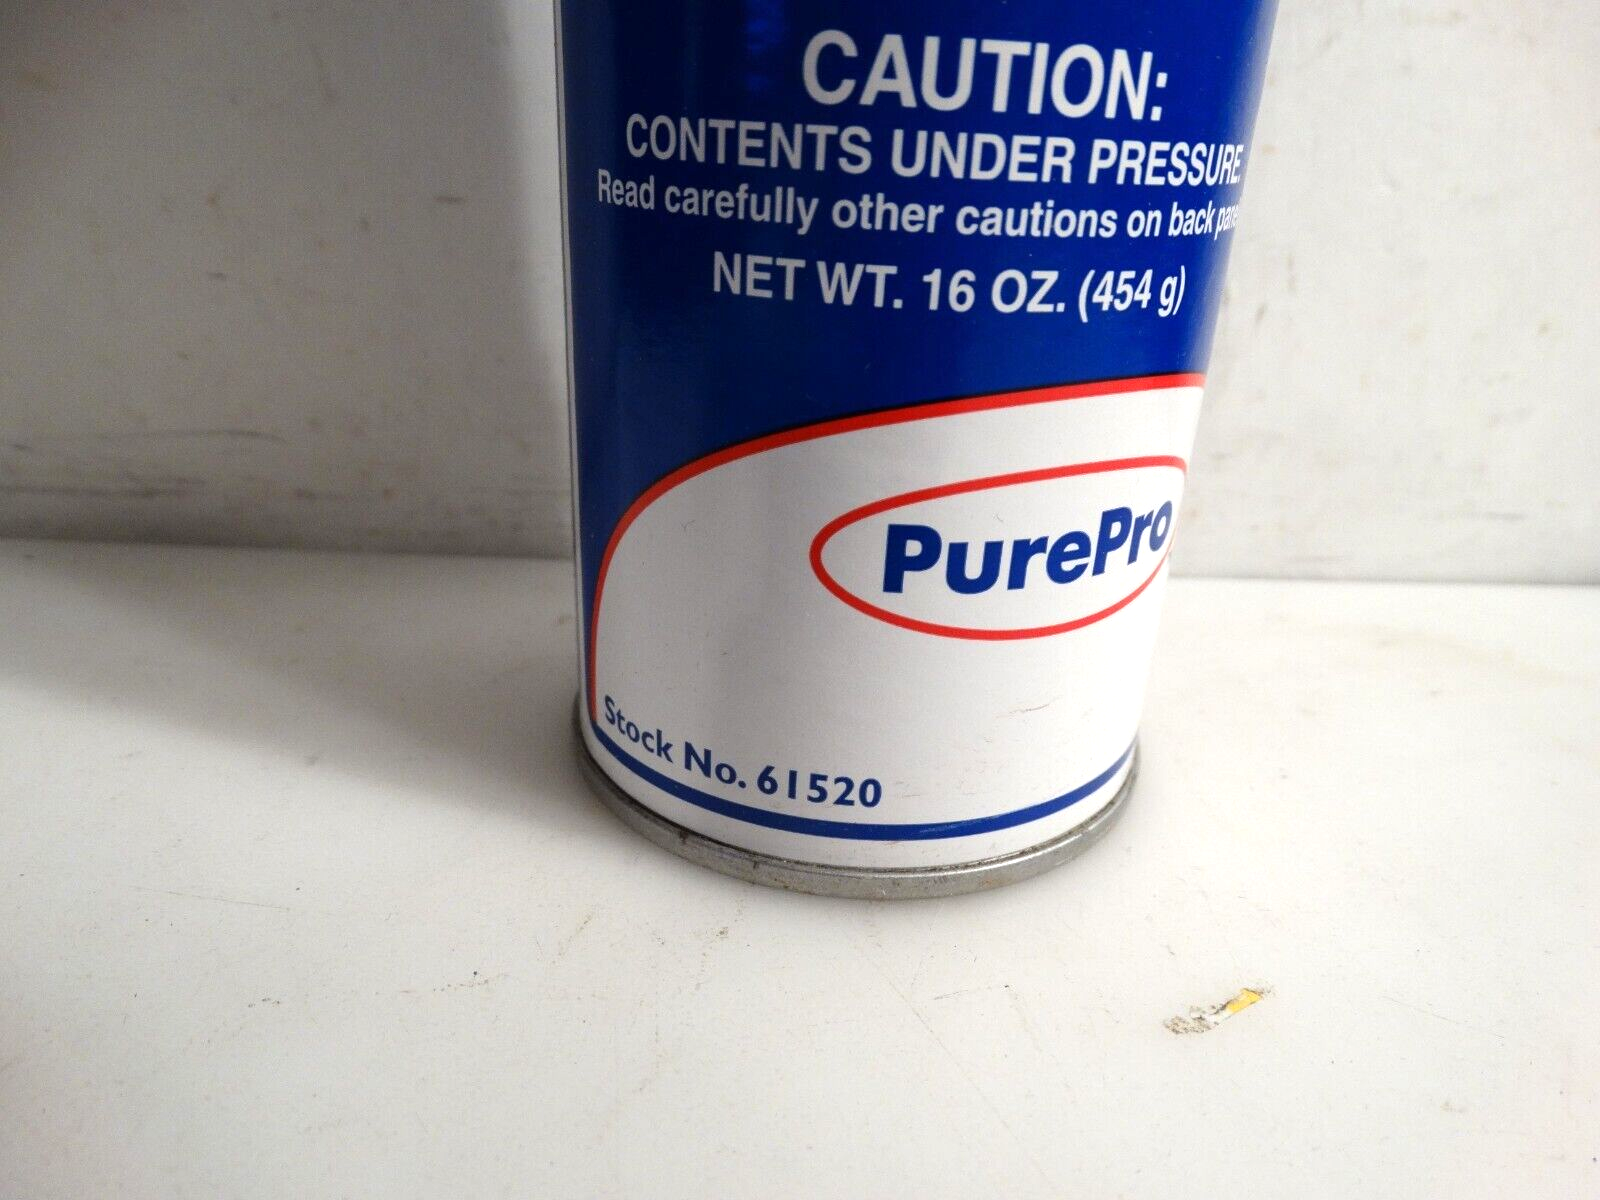 CAUTION:
CONTENTS UNDER PRESSURE.
Read carefully other cautions on back
NET WT. 16 OZ. (454 g)
PurePro
Stock No. 61520